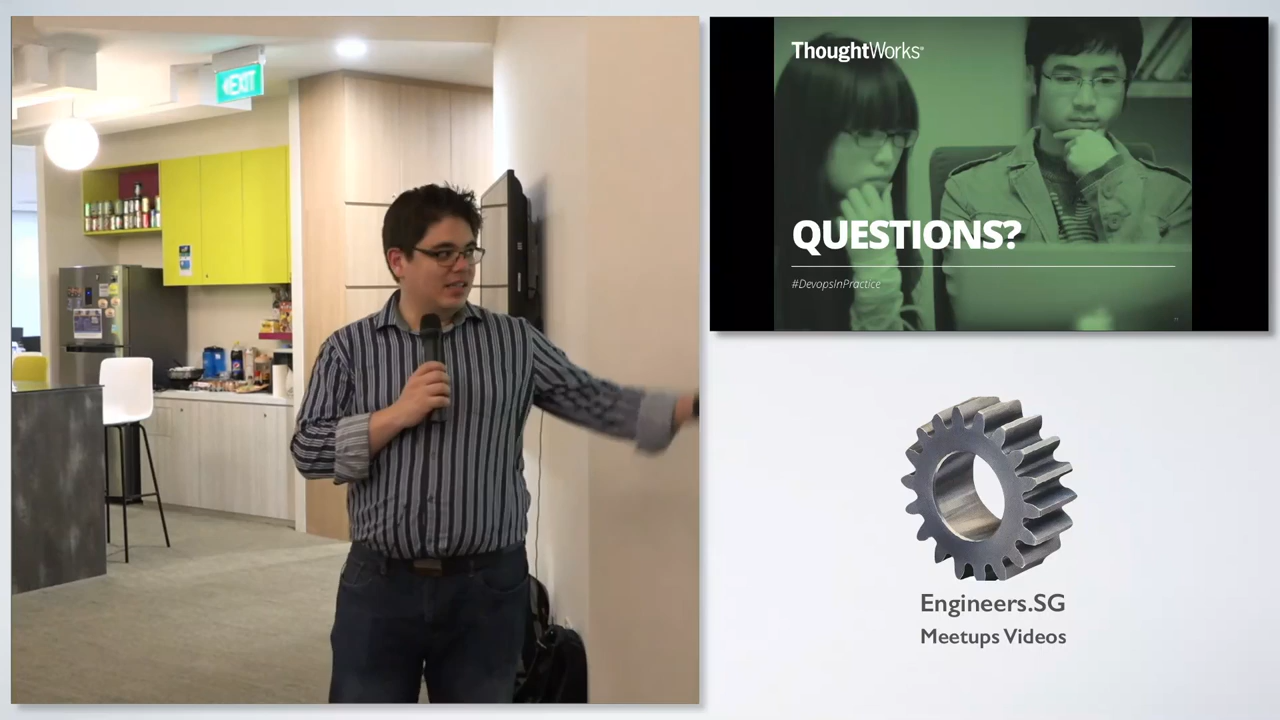 EXIT
ThoughtWorks®
QUESTIONS?
#DevopsInPractice
Engineers.SG
Meetups Videos